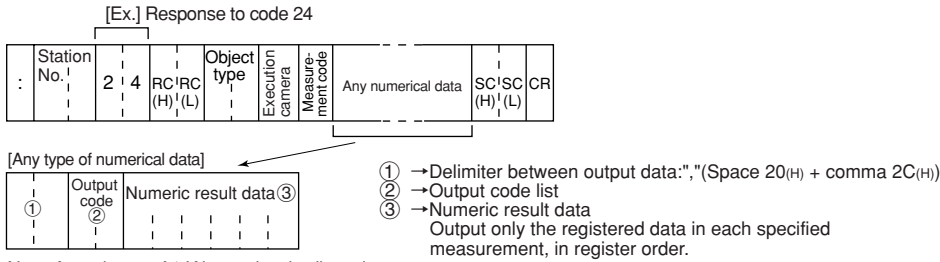 [Ex.] Response to code 24
: Station No. 2 4 RC (H) RC (L) Object type Execution camera Measure-ment code Any numerical data SC (H) SC (L) CR
[Any type of numerical data]
① Output code ② Numeric result data③
① →Delimiter between output data:","(Space 20(H) + comma 2C(H))
② →Output code list
③ →Numeric result data
Output only the registered data in each specified
measurement, in register order.